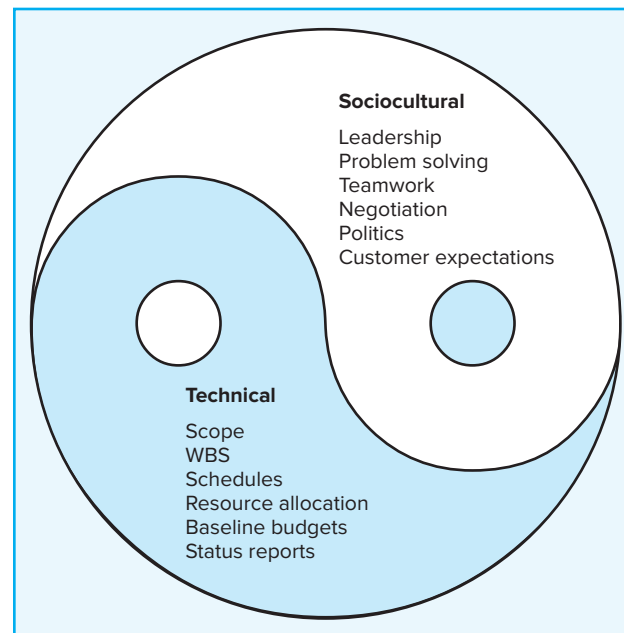 Sociocultural
Leadership
Problem solving
Teamwork
Negotiation
Politics
Customer expectations
Technical
Scope
WBS
Schedules
Resource allocation
Baseline budgets
Status reports